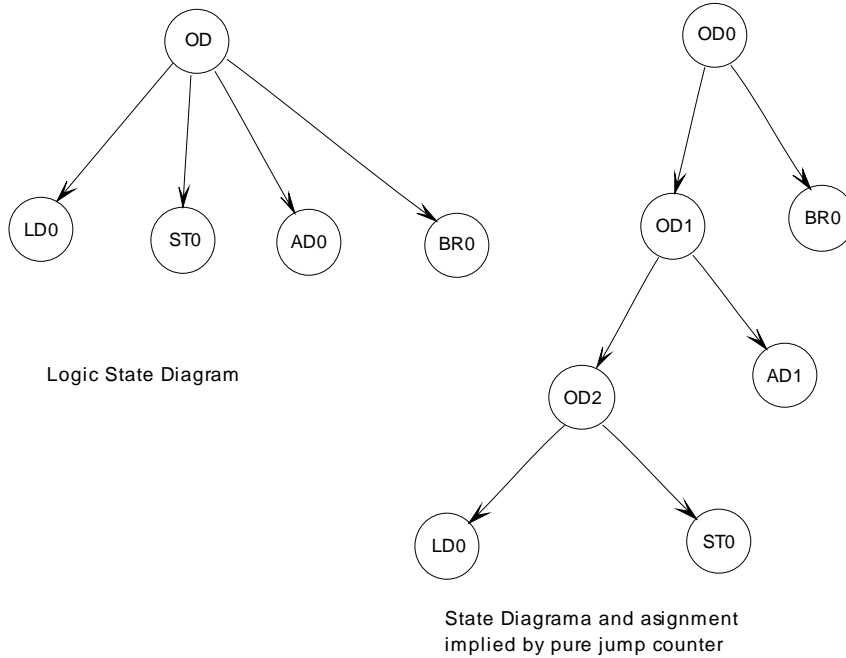 OD
LD0
ST0
AD0
BR0
Logic State Diagram
OD0
OD1
BR0
OD2
AD1
LD0
ST0
State Diagrama and asignment
implied by pure jump counter